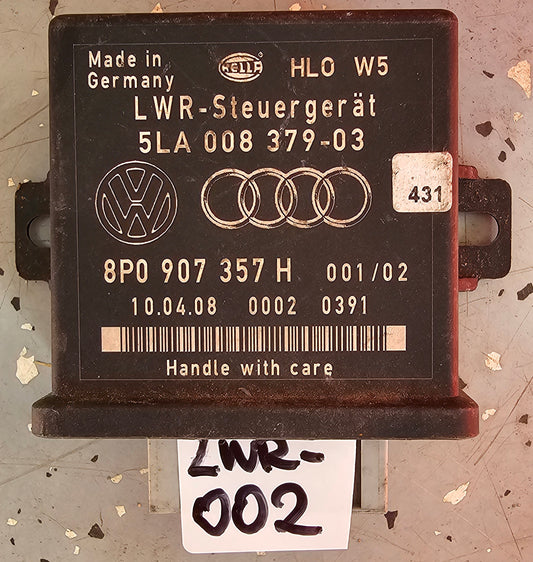 Made in
Germany
HELLA
HLO W5
LWR-Steuergerät
5LA 008 379-03
431
8P0 907 357 H 001/02
10.04.08 0002 0391
Handle with care
LWR-
002